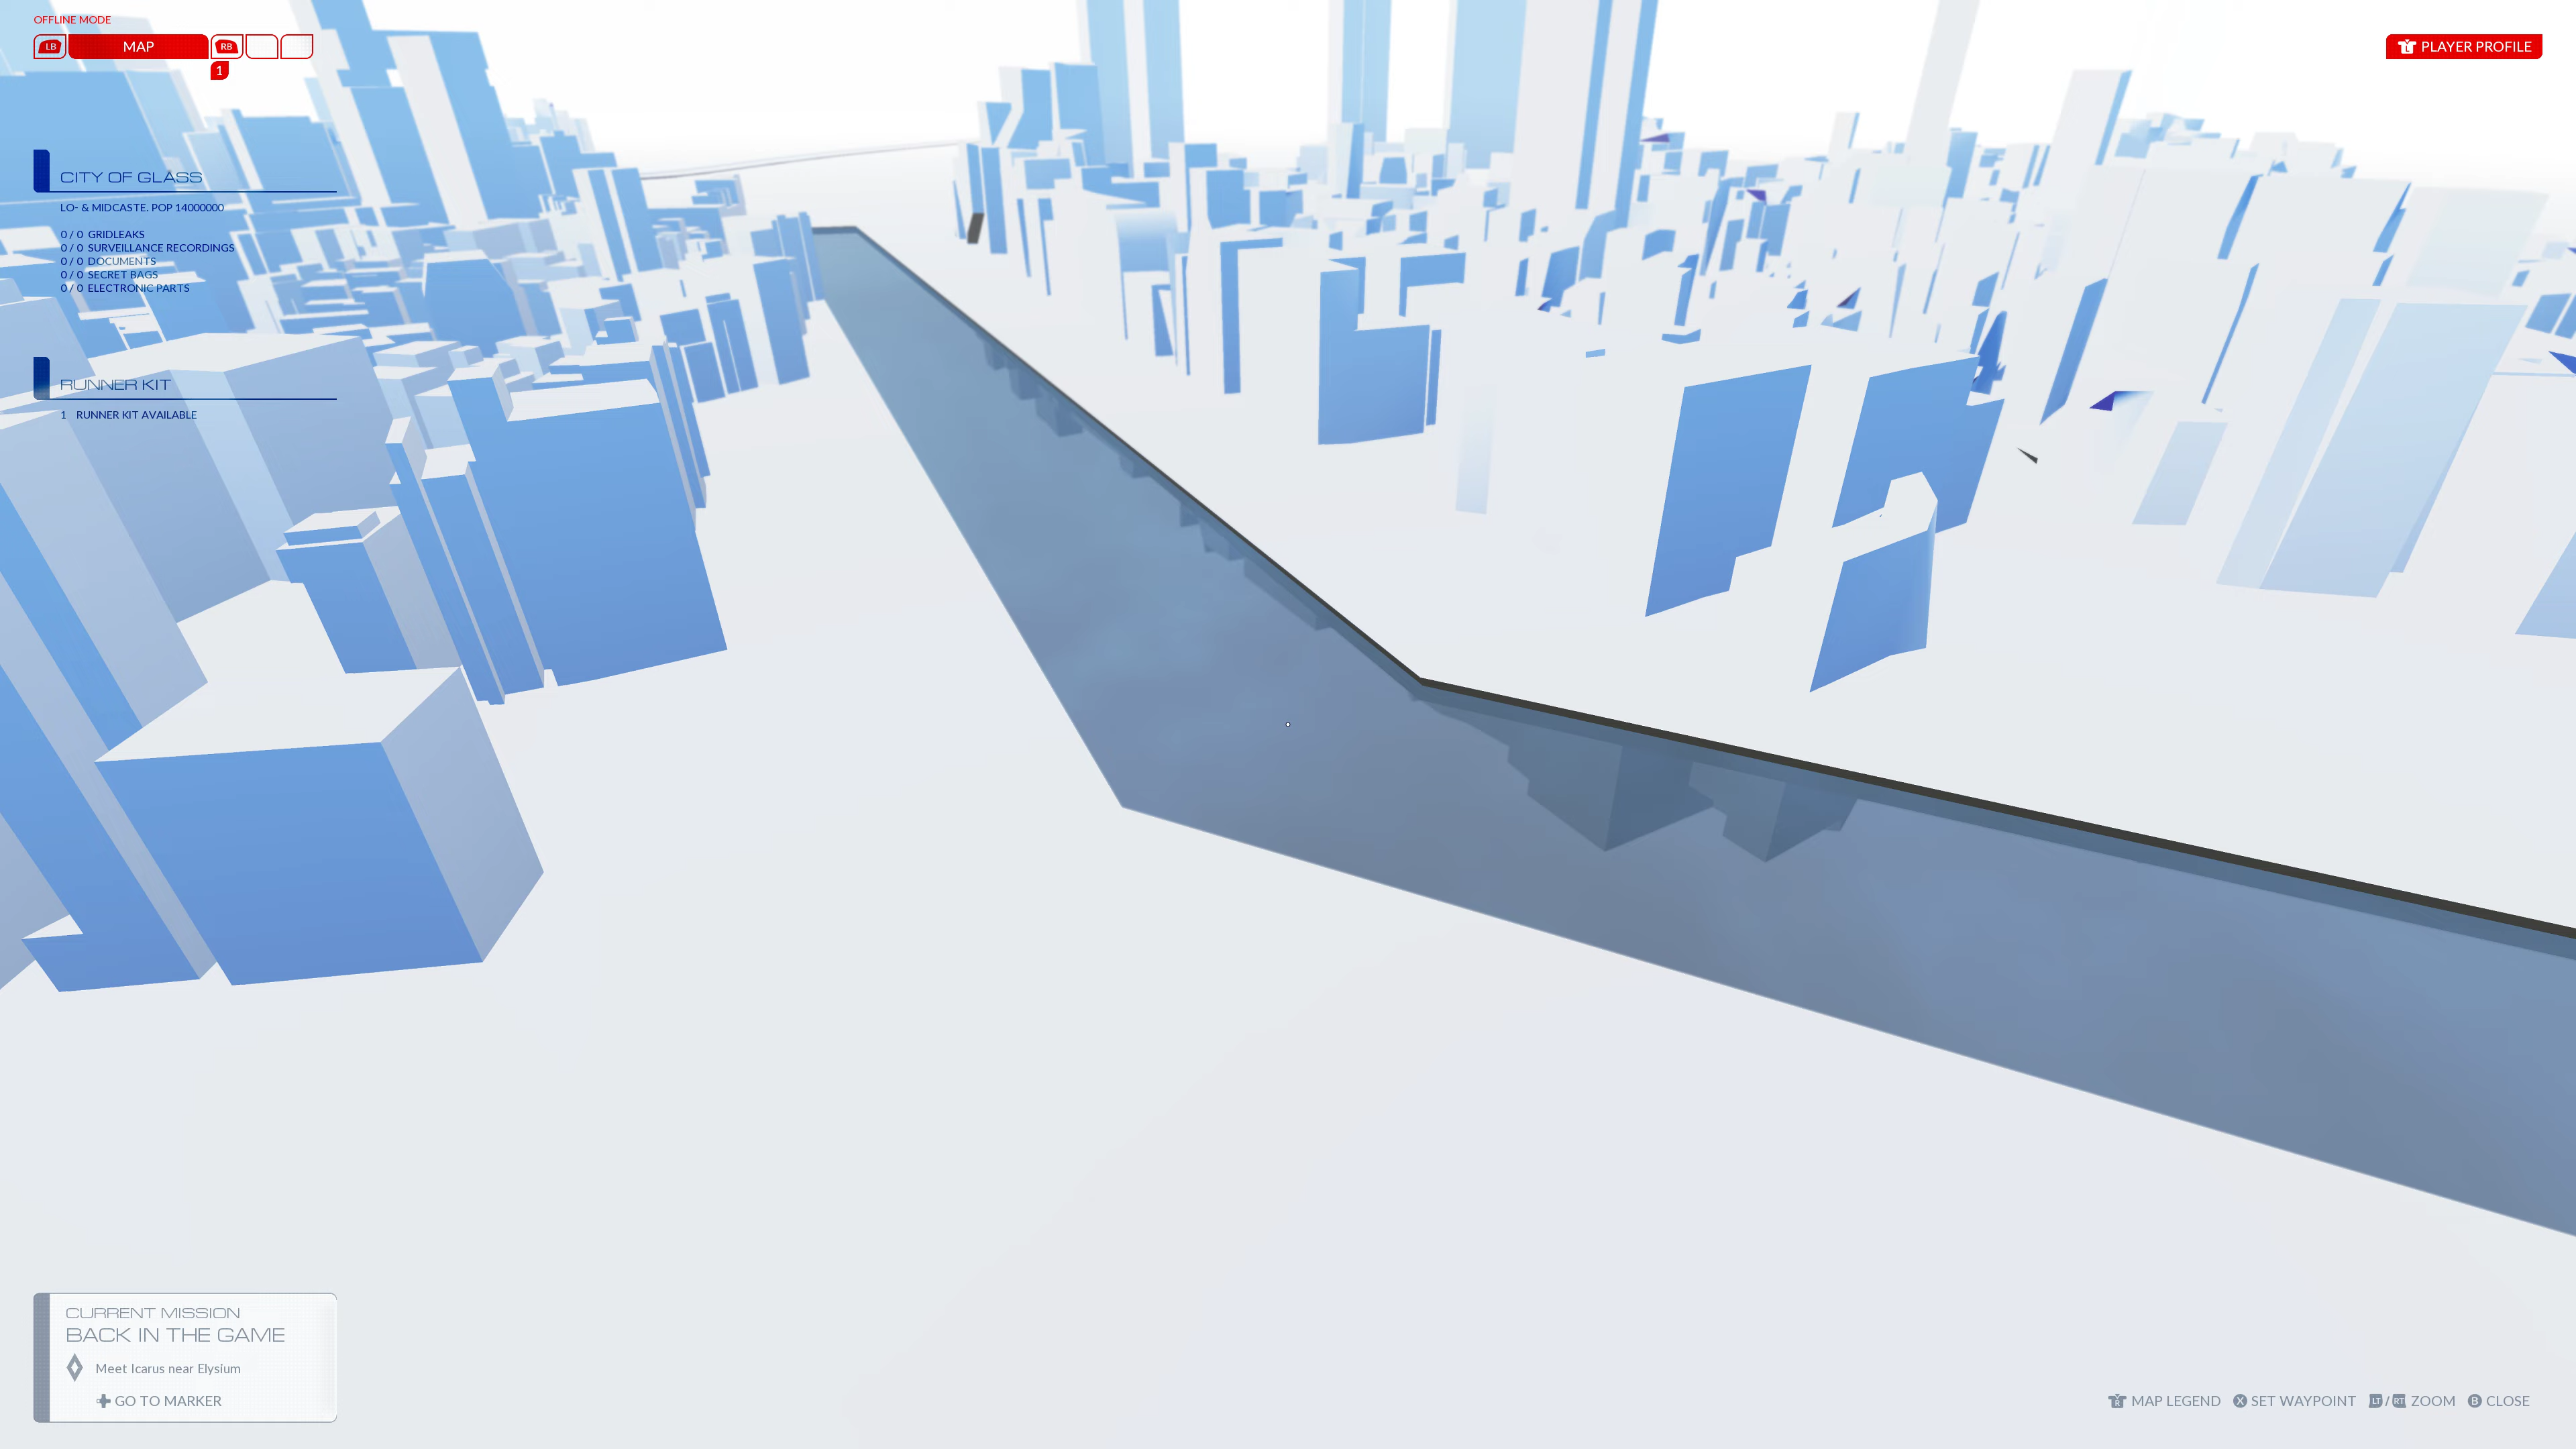 OFFLINE MODE
LB MAP RB
1
PLAYER PROFILE
CITY OF GLASS
LO- & MIDCASTE. POP 14000000
0 / 0 GRIDLEAKS
0 / 0 SURVEILLANCE RECORDINGS
0 / 0 DOCUMENTS
0 / 0 SECRET BAGS
0 / 0 ELECTRONIC PARTS
RUNNER KIT
1 RUNNER KIT AVAILABLE
CURRENT MISSION
BACK IN THE GAME
Meet Icarus near Elysium
GO TO MARKER
R MAP LEGEND X SET WAYPOINT LT / RT ZOOM B CLOSE